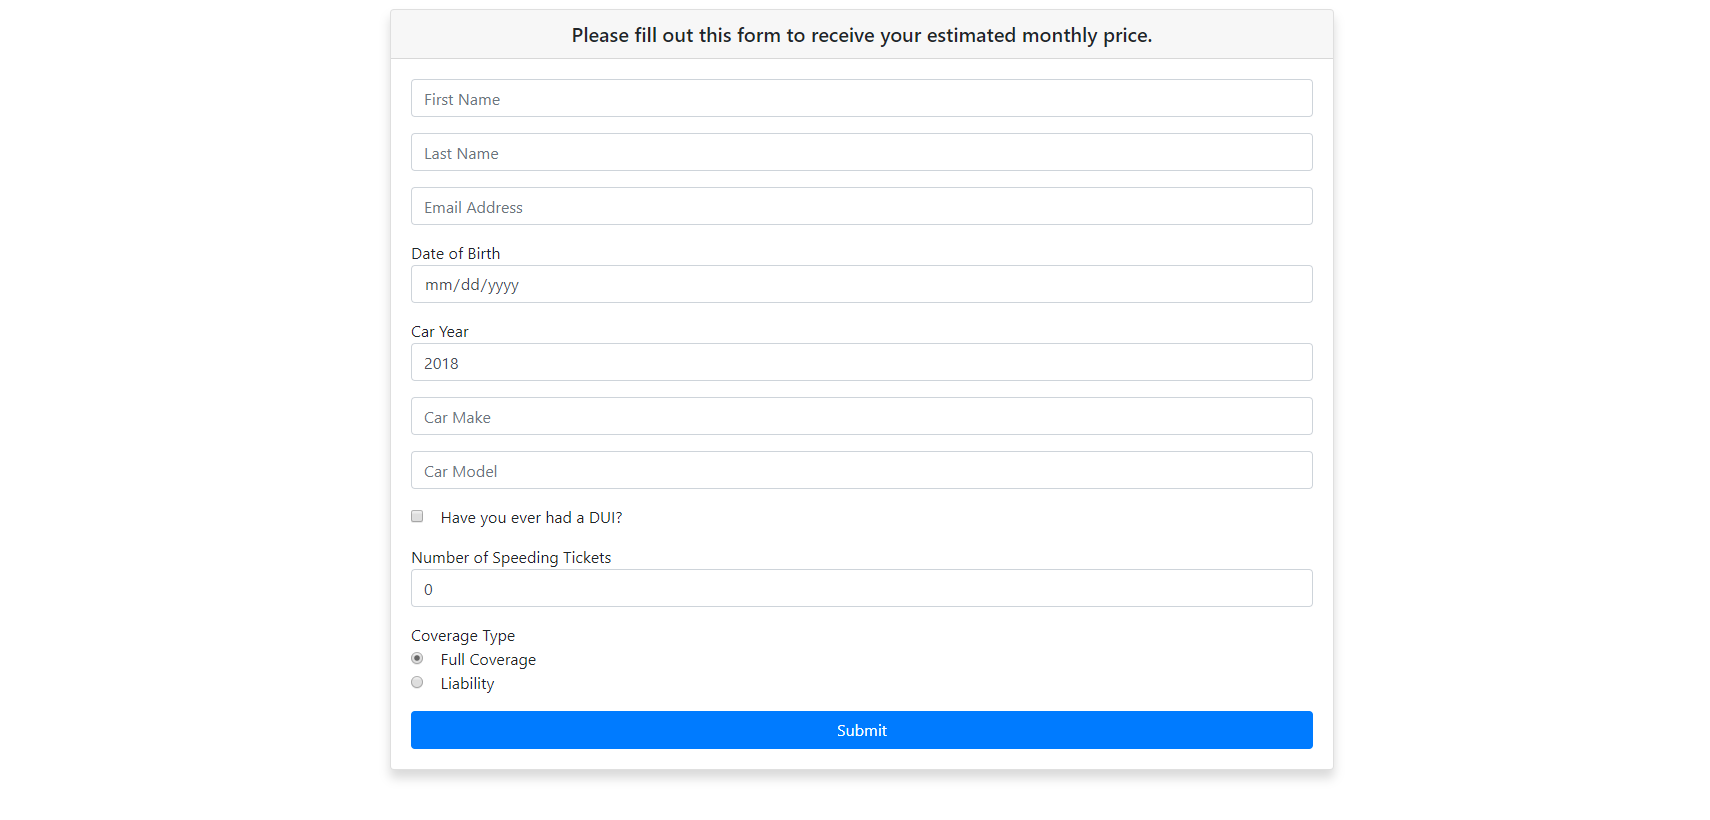 Please fill out this form to receive your estimated monthly price.
First Name
Last Name
Email Address
Date of Birth
mm/dd/yyyy
Car Year
2018
Car Make
Car Model
Have you ever had a DUI?
Number of Speeding Tickets
0
Coverage Type
Full Coverage
Liability
Submit